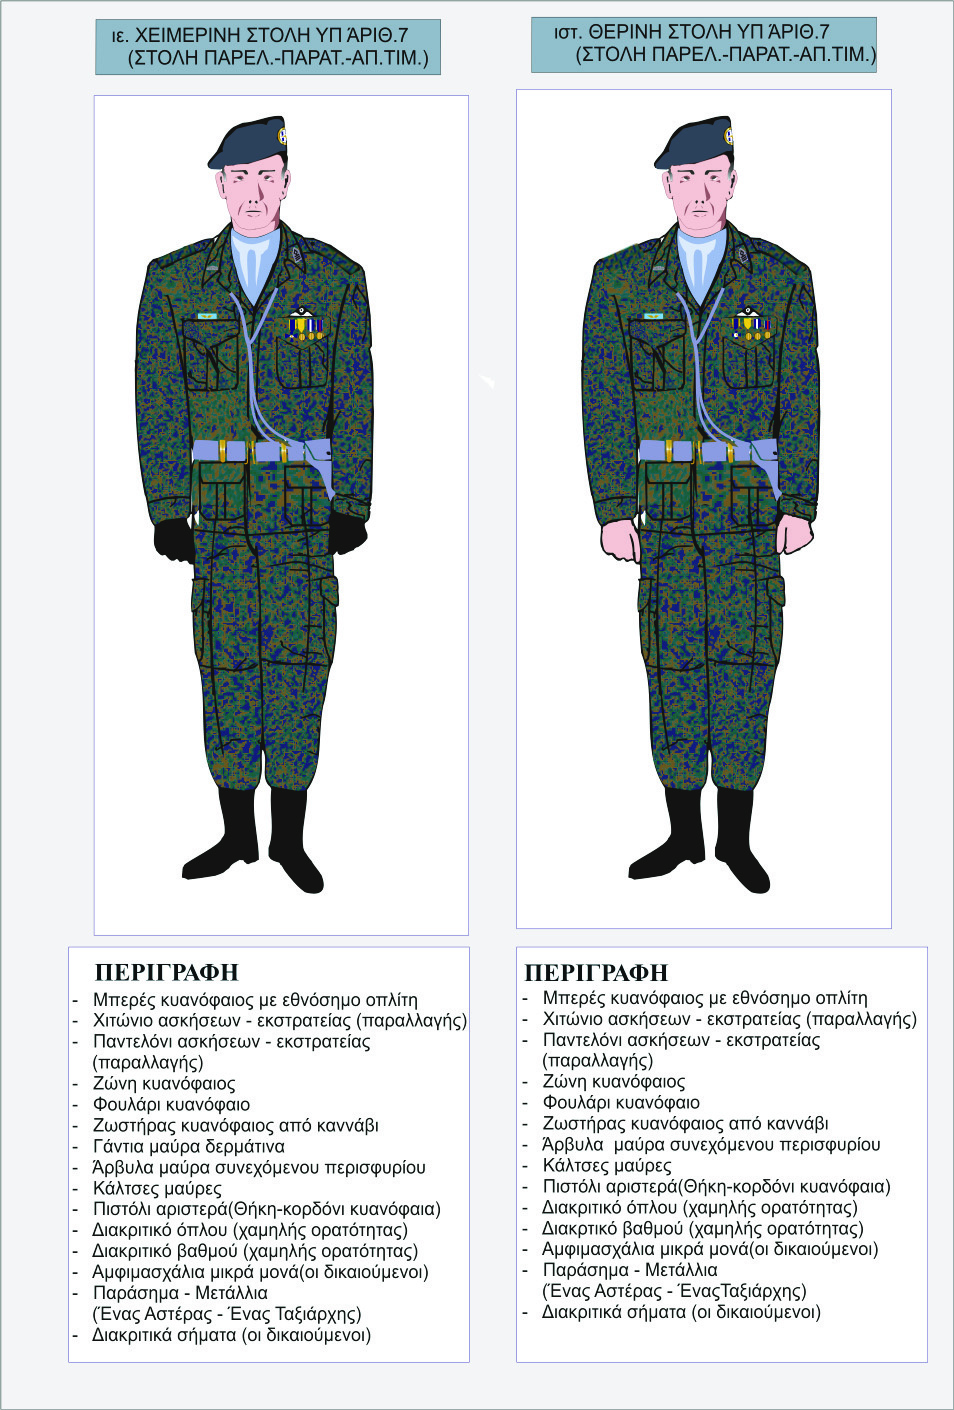 ιε. ΧΕΙΜΕΡΙΝΗ ΣΤΟΛΗ ΥΠ ΆΡΙΘ.7
(ΣΤΟΛΗ ΠΑΡΕΛ.-ΠΑΡΑΤ.-ΑΠ.ΤΙΜ.)
ΠΕΡΙΓΡΑΦΗ
- Μπερές κυανόφαιος με εθνόσημο οπλίτη
- Χιτώνιο ασκήσεων - εκστρατείας (παραλλαγής)
- Παντελόνι ασκήσεων - εκστρατείας
(παραλλαγής)
- Ζώνη κυανόφαιος
- Φουλάρι κυανόφαιο
- Ζωστήρας κυανόφαιος από καννάβι
- Γάντια μαύρα δερμάτινα
- Άρβυλα μαύρα συνεχόμενου περισφυρίου
- Κάλτσες μαύρες
- Πιστόλι αριστερά(Θήκη-κορδόνι κυανόφαια)
- Διακριτικό όπλου (χαμηλής ορατότητας)
- Διακριτικό βαθμού (χαμηλής ορατότητας)
- Αμφιμασχάλια μικρά μονά(οι δικαιούμενοι)
- Παράσημα - Μετάλλια
(Ένας Αστέρας - Ένας Ταξιάρχης)
- Διακριτικά σήματα (οι δικαιούμενοι)
ιστ. ΘΕΡΙΝΗ ΣΤΟΛΗ ΥΠ ΆΡΙΘ.7
(ΣΤΟΛΗ ΠΑΡΕΛ.-ΠΑΡΑΤ.-ΑΠ.ΤΙΜ.)
ΠΕΡΙΓΡΑΦΗ
- Μπερές κυανόφαιος με εθνόσημο οπλίτη
- Χιτώνιο ασκήσεων - εκστρατείας (παραλλαγής)
- Παντελόνι ασκήσεων - εκστρατείας
(παραλλαγής)
- Ζώνη κυανόφαιος
- Φουλάρι κυανόφαιο
- Ζωστήρας κυανόφαιος από καννάβι
- Άρβυλα μαύρα συνεχόμενου περισφυρίου
- Κάλτσες μαύρες
- Πιστόλι αριστερά(Θήκη-κορδόνι κυανόφαια)
- Διακριτικό όπλου (χαμηλής ορατότητας)
- Διακρτικό βαθμού (χαμηλής ορατότητας)
- Αμφιμασχάλια μικρά μονά(οι δικαιούμενοι)
- Παράσημα - Μετάλλια
(Ένας Αστέρας - ΈναςΤαξιάρχης)
- Διακριτικά σήματα (οι δικαιούμενοι)